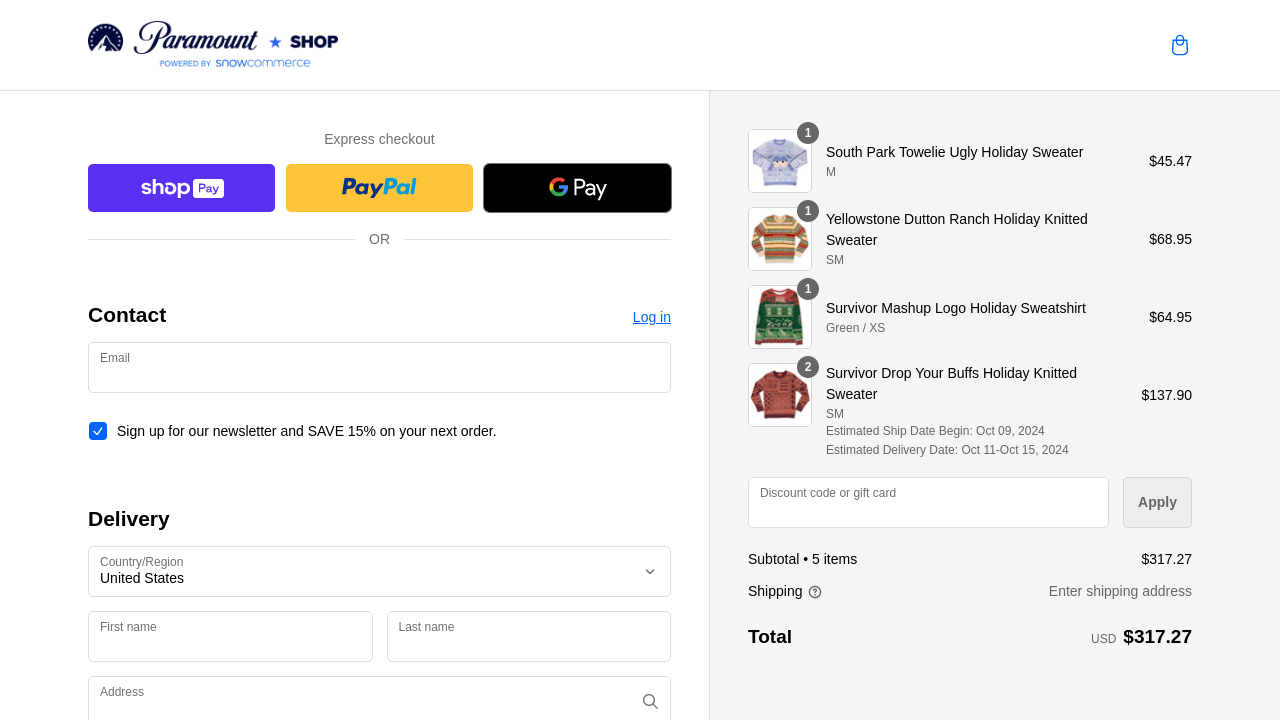 Paramount ★ SHOP
POWERED BY snowcommerce
Express checkout
shop Pay
PayPal
G Pay
OR
Contact
Log in
Email
Sign up for our newsletter and SAVE 15% on your next order.
Delivery
Country/Region
United States
First name
Last name
Address
1
South Park Towelie Ugly Holiday Sweater
M
$45.47
1
Yellowstone Dutton Ranch Holiday Knitted
Sweater
SM
$68.95
1
Survivor Mashup Logo Holiday Sweatshirt
Green / XS
$64.95
2
Survivor Drop Your Buffs Holiday Knitted
Sweater
SM
Estimated Ship Date Begin: Oct 09, 2024
Estimated Delivery Date: Oct 11-Oct 15, 2024
$137.90
Discount code or gift card
Apply
Subtotal • 5 items
$317.27
Shipping
Enter shipping address
Total
USD $317.27